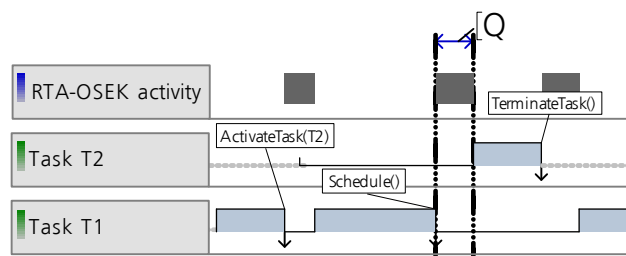 [Q
RTA-OSEK activity
TerminateTask()
ActivateTask(T2)
Task T2
Schedule()
Task T1